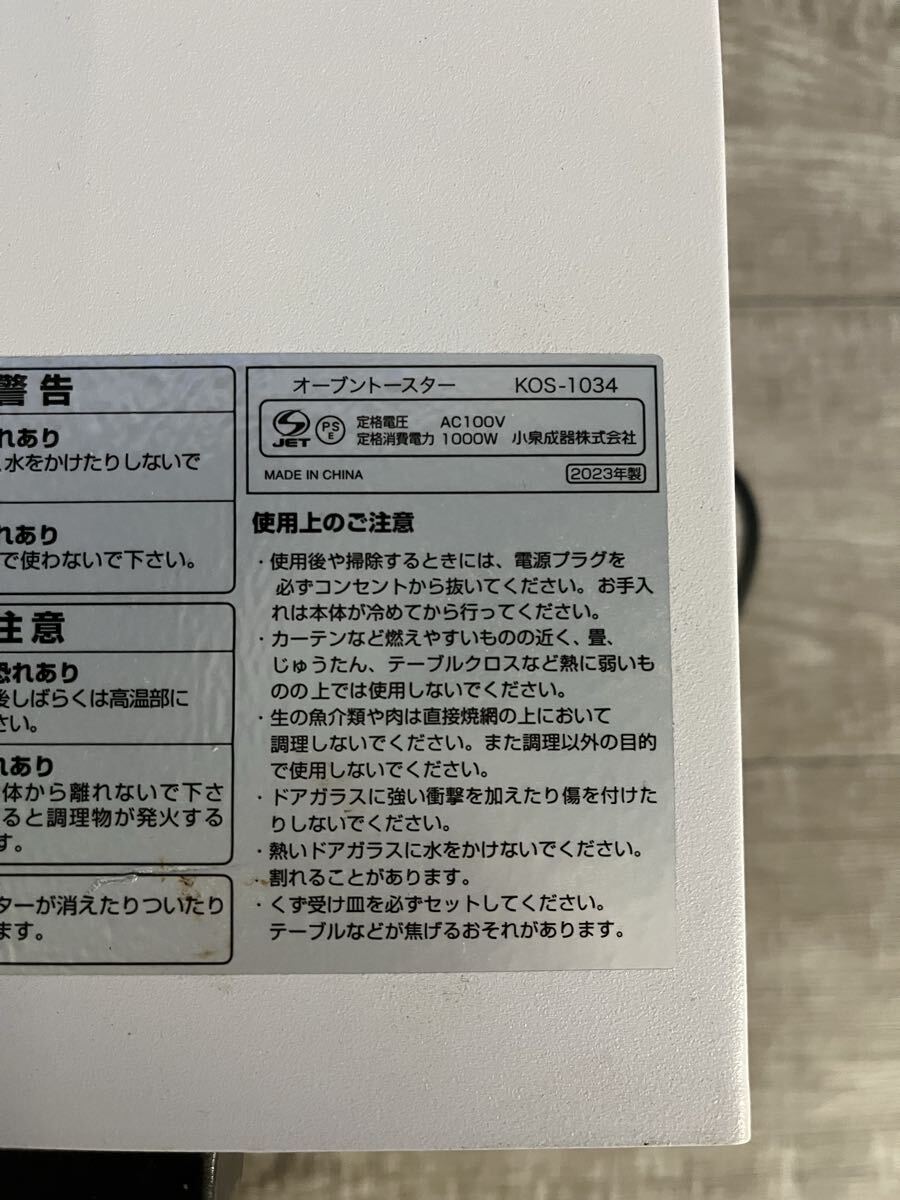 警告
れあり
、水をかけたりしないで
れあり
で使わないで下さい。
注意
恐れあり
後しばらくは高温部に
さい。
れあり
体から離れないで下さ
ると調理物が発火する
す。
ターが消えたりついたり
ます。
オーブントースター KOS-1034
JET PSE 定格電圧 AC100V
定格消費電力 1000W 小泉成器株式会社
MADE IN CHINA 2023年製
使用上のご注意
・使用後や掃除するときには、電源プラグを
必ずコンセントから抜いてください。お手入
れは本体が冷めてから行ってください。
・カーテンなど燃えやすいものの近く、畳、
じゅうたん、テーブルクロスなど熱に弱いも
のの上では使用しないでください。
・生の魚介類や肉は直接焼網の上において
調理しないでください。また調理以外の目的
で使用しないでください。
・ドアガラスに強い衝撃を加えたり傷を付けた
りしないでください。
・熱いドアガラスに水をかけないでください。
・割れることがあります。
・くず受け皿を必ずセットしてください。
テーブルなどが焦げるおそれがあります。